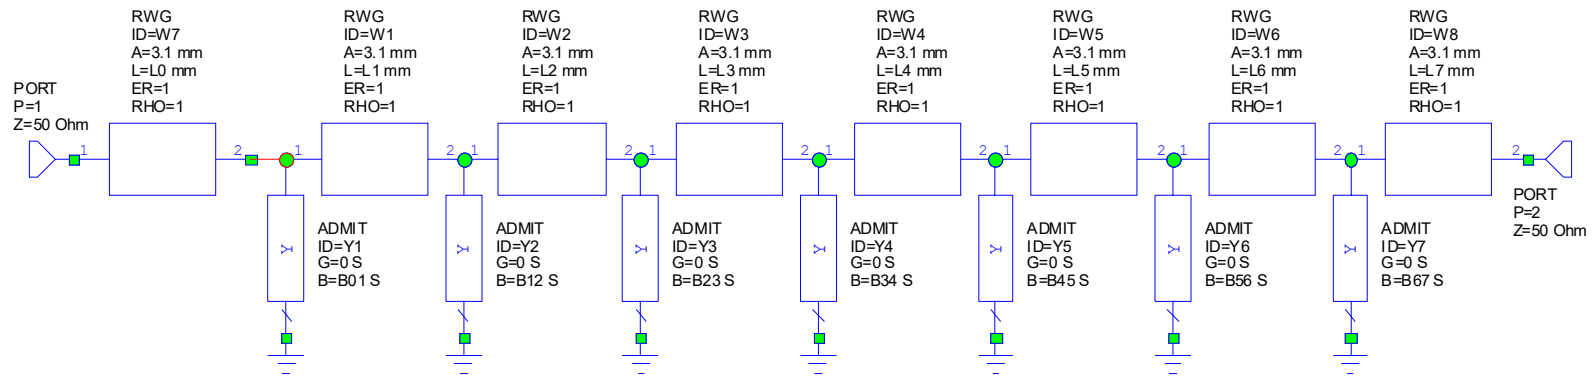 PORT
P=1
Z=50 Ohm
RWG
ID=W7
A=3.1 mm
L=L0 mm
ER=1
RHO=1
RWG
ID=W1
A=3.1 mm
L=L1 mm
ER=1
RHO=1
RWG
ID=W2
A=3.1 mm
L=L2 mm
ER=1
RHO=1
RWG
ID=W3
A=3.1 mm
L=L3 mm
ER=1
RHO=1
RWG
ID=W4
A=3.1 mm
L=L4 mm
ER=1
RHO=1
RWG
ID=W5
A=3.1 mm
L=L5 mm
ER=1
RHO=1
RWG
ID=W6
A=3.1 mm
L=L6 mm
ER=1
RHO=1
RWG
ID=W8
A=3.1 mm
L=L7 mm
ER=1
RHO=1
1
2
1
2
1
2
1
2
1
2
1
2
1
2
1
2
PORT
P=2
Z=50 Ohm
Y
ADMIT
ID=Y1
G=0 S
B=B01 S
Y
ADMIT
ID=Y2
G=0 S
B=B12 S
Y
ADMIT
ID=Y3
G=0 S
B=B23 S
Y
ADMIT
ID=Y4
G=0 S
B=B34 S
Y
ADMIT
ID=Y5
G=0 S
B=B45 S
Y
ADMIT
ID=Y6
G=0 S
B=B56 S
Y
ADMIT
ID=Y7
G=0 S
B=B67 S